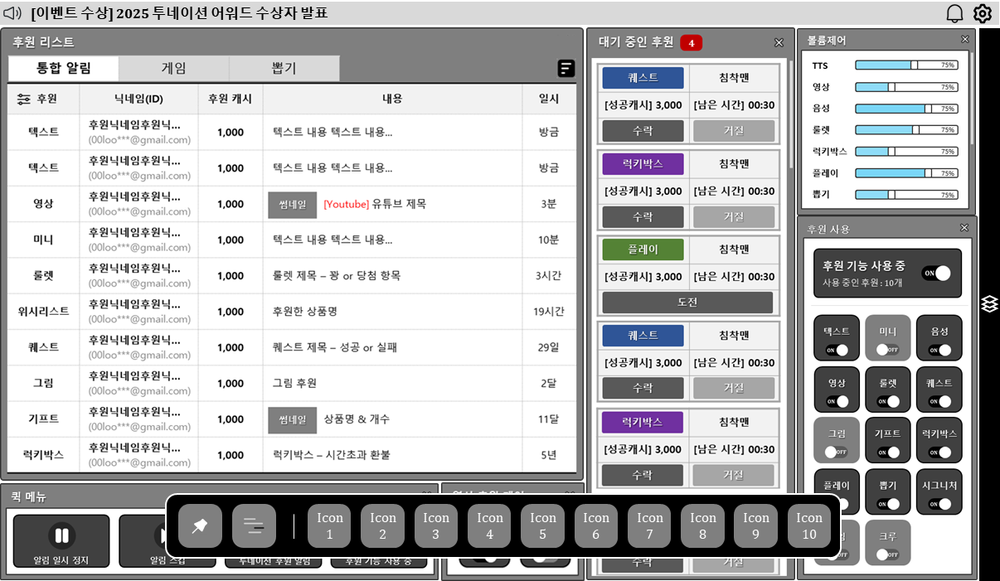 [이벤트 수상] 2025 투네이션 어워드 수상자 발표
후원 리스트
통합 알림 게임 뽑기
후원 닉네임(ID) 후원 캐시 내용 일시
텍스트 후원닉네임후원닉... (00loo***@gmail.com) 1,000 텍스트 내용 텍스트 내용... 방금
텍스트 후원닉네임후원닉... (00loo***@gmail.com) 1,000 텍스트 내용 텍스트 내용... 방금
영상 후원닉네임후원닉... (00loo***@gmail.com) 1,000 썸네일 [Youtube] 유튜브 제목 3분
미니 후원닉네임후원닉... (00loo***@gmail.com) 1,000 텍스트 내용 텍스트 내용... 10분
룰렛 후원닉네임후원닉... (00loo***@gmail.com) 1,000 룰렛 제목 – 꽝 or 당첨 항목 3시간
위시리스트 후원닉네임후원닉... (00loo***@gmail.com) 1,000 후원한 상품명 19시간
퀘스트 후원닉네임후원닉... (00loo***@gmail.com) 1,000 퀘스트 제목 – 성공 or 실패 29일
그림 후원닉네임후원닉... (00loo***@gmail.com) 1,000 그림 후원 2달
기프트 후원닉네임후원닉... (00loo***@gmail.com) 1,000 썸네일 상품명 & 개수 11달
럭키박스 후원닉네임후원닉... (00loo***@gmail.com) 1,000 럭키박스 – 시간초과 환불 5년
대기 중인 후원 4
퀘스트 침착맨
[성공캐시] 3,000 [남은 시간] 00:30
수락 거절
럭키박스 침착맨
[성공캐시] 3,000 [남은 시간] 00:30
수락 거절
플레이 침착맨
[성공캐시] 3,000 [남은 시간] 00:30
도전
퀘스트 침착맨
[성공캐시] 3,000 [남은 시간] 00:30
수락 거절
럭키박스 침착맨
[성공캐시] 3,000 [남은 시간] 00:30
수락 거절
수락 거절
볼륨제어
TTS 75%
영상 75%
음성 75%
룰렛 75%
럭키박스 75%
플레이 75%
뽑기 75%
후원 사용
후원 기능 사용 중 ON
사용 중인 후원 : 10개
텍스트 미니 음성
ON OFF ON
영상 룰렛 퀘스트
ON ON ON
그림 기프트 럭키박스
OFF ON ON
플레이 뽑기 시그니처
ON ON
크루
OFF OFF
퀵 메뉴
알림 일시 정지 알림 스킵 투네이션 후원 알림 후원 기능 사용 중
Icon 1 Icon 2 Icon 3 Icon 4 Icon 5 Icon 6 Icon 7 Icon 8 Icon 9 Icon 10